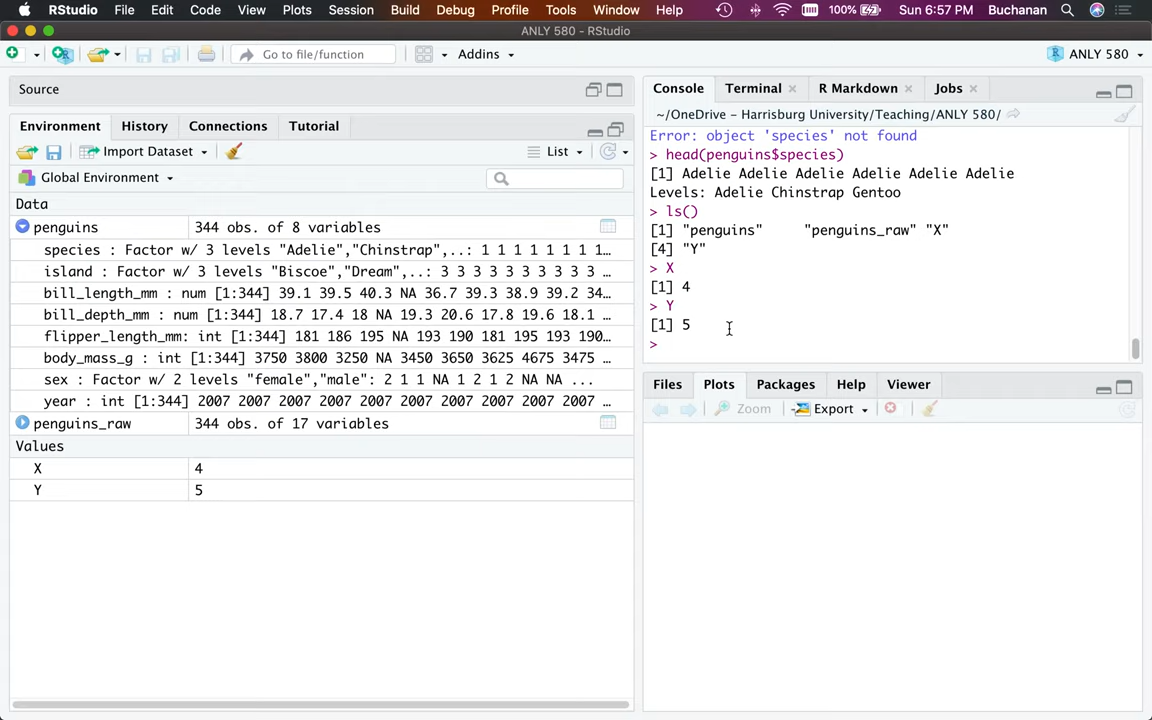 RStudio File Edit Code View Plots Session Build Debug Profile Tools Window Help 100% Sun 6:57 PM Buchanan
ANLY 580 - RStudio
Go to file/function Addins ANLY 580
Source
Environment History Connections Tutorial
Import Dataset List
Global Environment
Data
penguins 344 obs. of 8 variables
species : Factor w/ 3 levels "Adelie","Chinstrap",..: 1 1 1 1 1 1 1…
island : Factor w/ 3 levels "Biscoe","Dream",..: 3 3 3 3 3 3 3 3 3 …
bill_length_mm : num [1:344] 39.1 39.5 40.3 NA 36.7 39.3 38.9 39.2 34…
bill_depth_mm : num [1:344] 18.7 17.4 18 NA 19.3 20.6 17.8 19.6 18.1 …
flipper_length_mm: int [1:344] 181 186 195 NA 193 190 181 195 193 190…
body_mass_g : int [1:344] 3750 3800 3250 NA 3450 3650 3625 4675 3475 …
sex : Factor w/ 2 levels "female","male": 2 1 1 NA 1 2 1 2 NA NA ...
year : int [1:344] 2007 2007 2007 2007 2007 2007 2007 2007 2007 …
penguins_raw 344 obs. of 17 variables
Values
X 4
Y 5
Console Terminal R Markdown Jobs
~/OneDrive – Harrisburg University/Teaching/ANLY 580/
Error: object 'species' not found
> head(penguins$species)
[1] Adelie Adelie Adelie Adelie Adelie Adelie
Levels: Adelie Chinstrap Gentoo
> ls()
[1] "penguins" "penguins_raw" "X"
[4] "Y"
> X
[1] 4
> Y
[1] 5
>
Files Plots Packages Help Viewer
Zoom Export